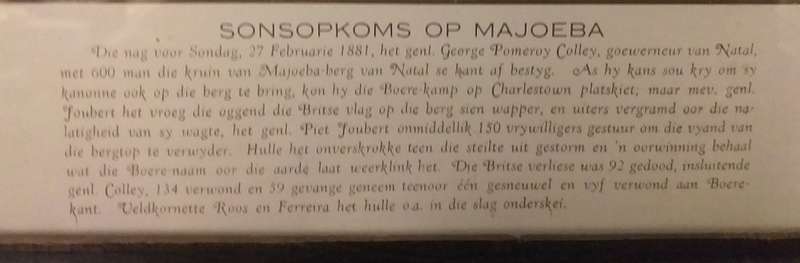 SONSOPKOMS OP MAJOEBA
Die nag voor Sondag, 27 Februarie 1881, het genl. George Pomeroy Colley, goewerneur van Natal,
met 600 man die kruin van Majoeba-berg van Natal se kant af bestyg. As hy kans sou kry om sy
kanonne ook op die berg te bring, kon hy die Boere-kamp op Charlestown platskiet; maar mev. genl.
Joubert het vroeg die oggend die Britse vlag op die berg sien wapper, en uiters vergramd oor die na-
latigheid van sy wagte, het genl. Piet Joubert onmiddellik 150 vrywilligers gestuur om die vyand van
die bergtop te verwyder. Hulle het onverskrokke teen die steilte uit gestorm en 'n oorwinning behaal
wat die Boere-naam oor die aarde laat weerklink het. Die Britse verliese was 92 gedood, insluitende
genl. Colley, 134 verwond en 59 gevange geneem teenoor één gesneuwel en vyf verwond aan Boere-
kant. Veldkornette Roos en Ferreira het hulle o.a. in die slag onderskei.